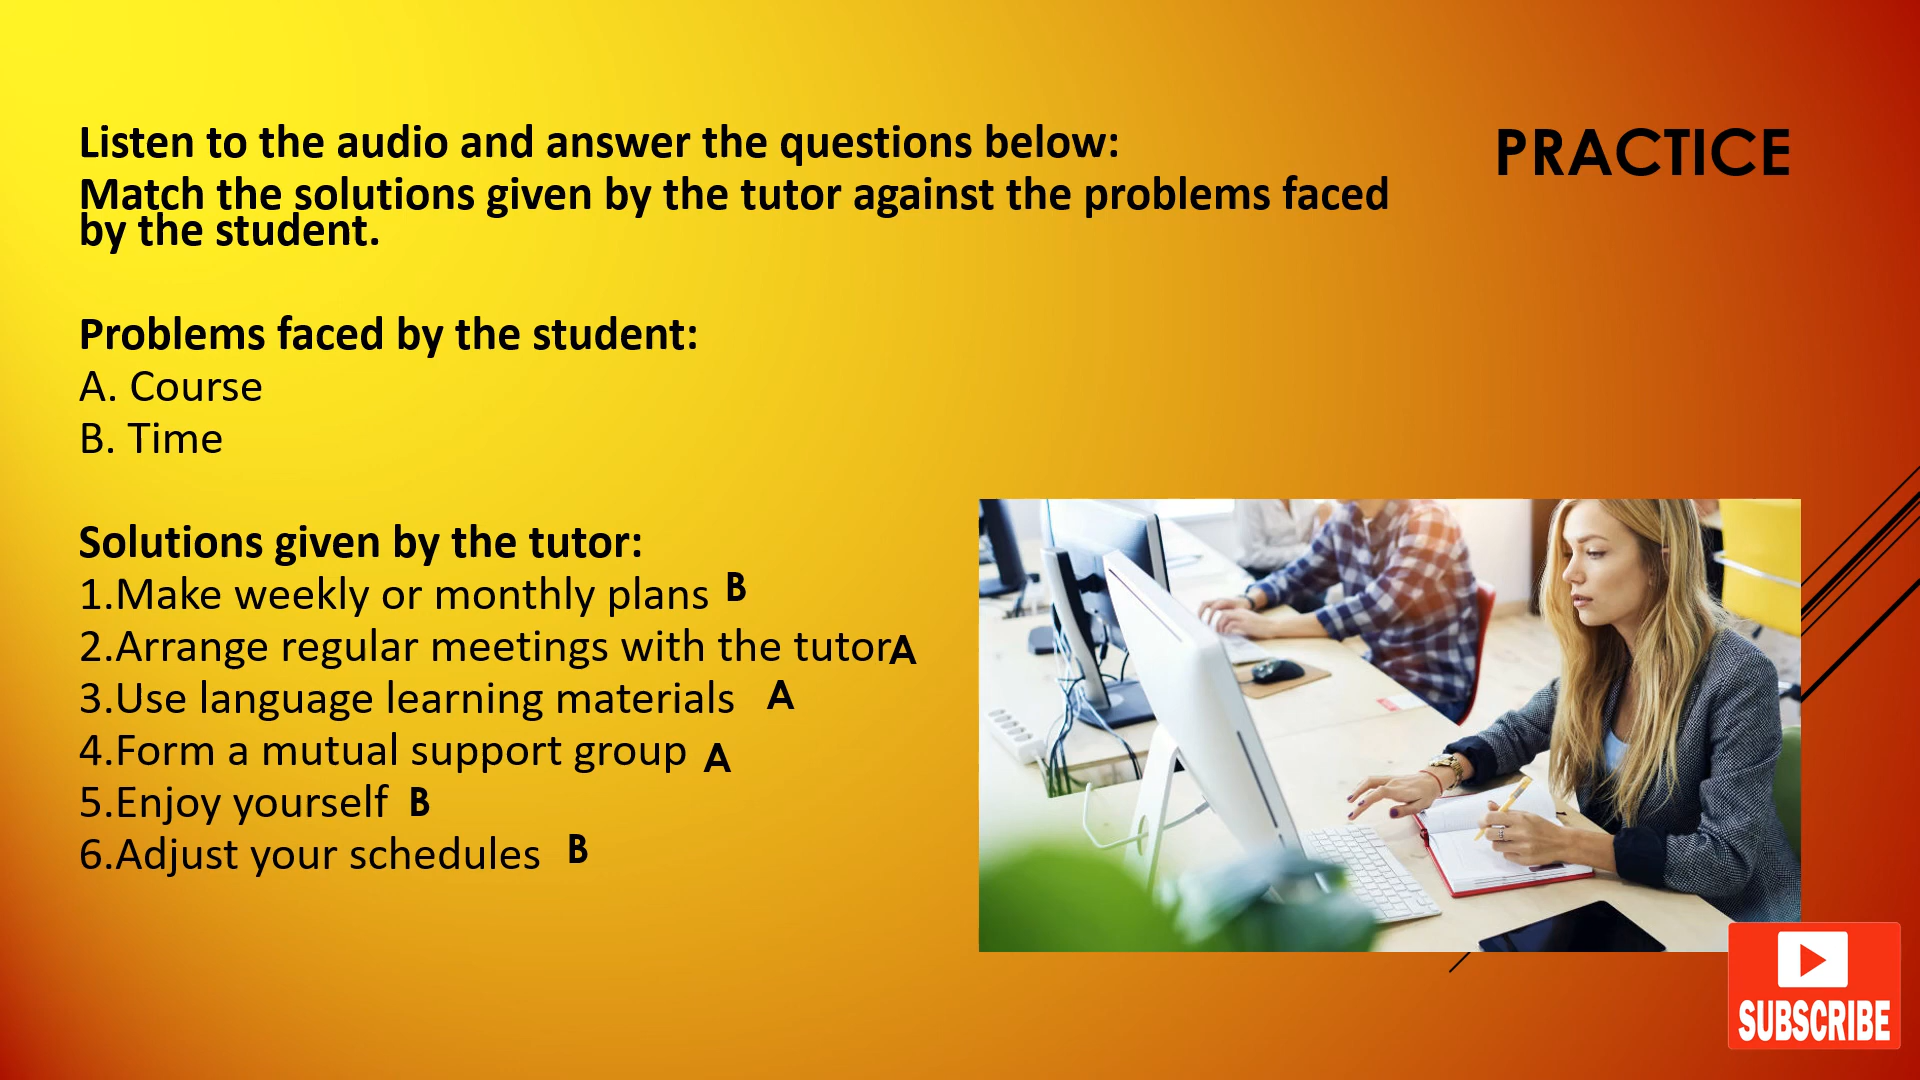 PRACTICE
Listen to the audio and answer the questions below:
Match the solutions given by the tutor against the problems faced
by the student.
Problems faced by the student:
A. Course
B. Time
Solutions given by the tutor:
1.Make weekly or monthly plans B
2.Arrange regular meetings with the tutor A
3.Use language learning materials A
4.Form a mutual support group A
5.Enjoy yourself B
6.Adjust your schedules B
SUBSCRIBE